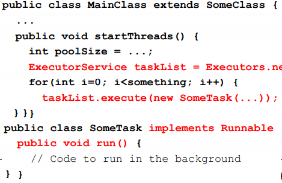 public class MainClass extends SomeClass {
...
public void startThreads() {
int poolSize = ...;
ExecutorService taskList = Executors.ne
for(int i=0; i<something; i++) {
taskList.execute(new SomeTask(...));
}}}
public class SomeTask implements Runnable
public void run() {
// Code to run in the background
} }